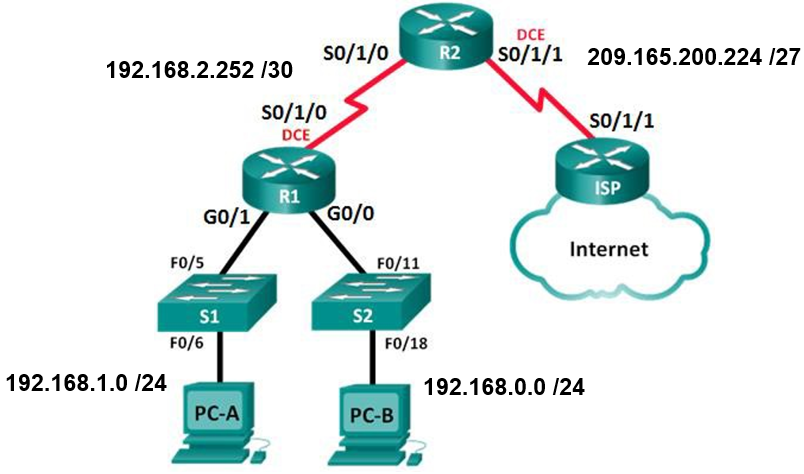 R2
DCE
S0/1/0
S0/1/1
209.165.200.224 /27
192.168.2.252 /30
S0/1/0
DCE
S0/1/1
R1
ISP
G0/1
G0/0
Internet
F0/5
F0/11
S1
S2
F0/6
F0/18
192.168.1.0 /24
PC-A
PC-B
192.168.0.0 /24